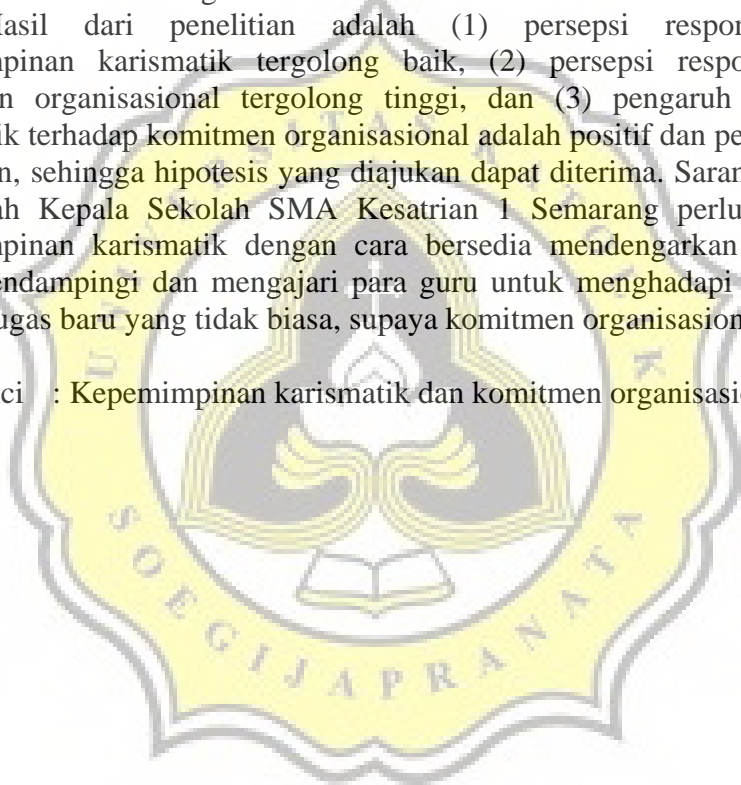 Hasil dari penelitian adalah (1) persepsi respon
pinan karismatik tergolong baik, (2) persepsi respo
n organisasional tergolong tinggi, dan (3) pengaruh
ik terhadap komitmen organisasional adalah positif dan pe
n, sehingga hipotesis yang diajukan dapat diterima. Saran
ah Kepala Sekolah SMA Kesatrian 1 Semarang perlu
pinan karismatik dengan cara bersedia mendengarkan
endampingi dan mengajari para guru untuk menghadapi
ugas baru yang tidak biasa, supaya komitmen organisasion
ci : Kepemimpinan karismatik dan komitmen organisasi
UNIVERSITAS KATOLIK
SOEGIJAPRANATA